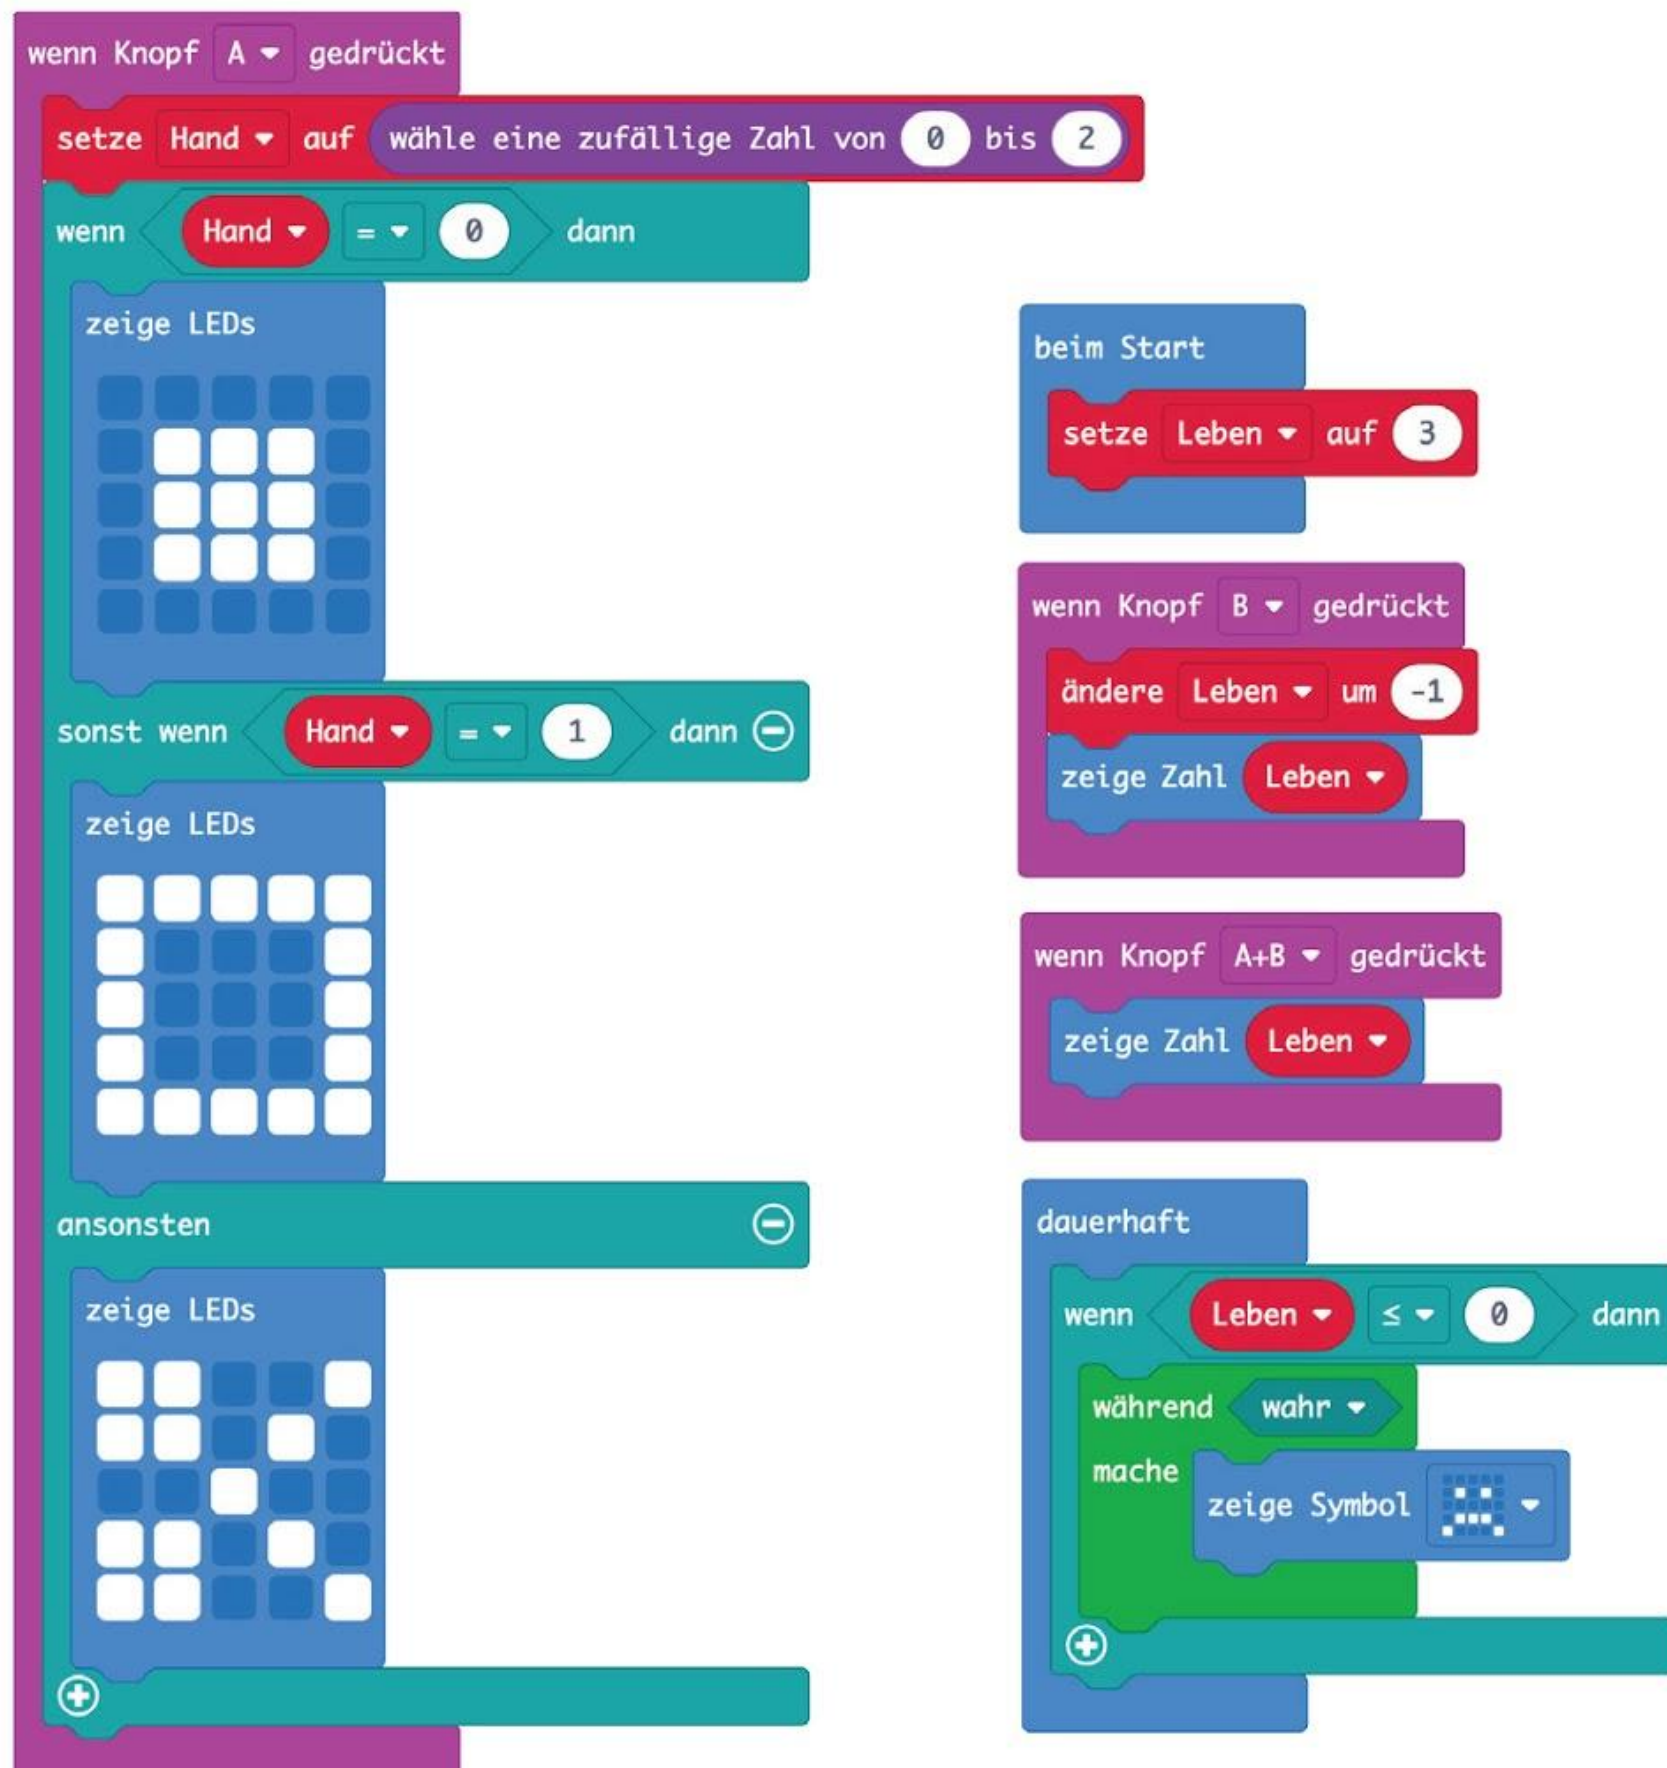 wenn Knopf A gedrückt
setze Hand auf wähle eine zufällige Zahl von 0 bis 2
wenn Hand = 0 dann
zeige LEDs
sonst wenn Hand = 1 dann
zeige LEDs
ansonsten
zeige LEDs
beim Start
setze Leben auf 3
wenn Knopf B gedrückt
ändere Leben um -1
zeige Zahl Leben
wenn Knopf A+B gedrückt
zeige Zahl Leben
dauerhaft
wenn Leben ≤ 0 dann
während wahr
mache
zeige Symbol